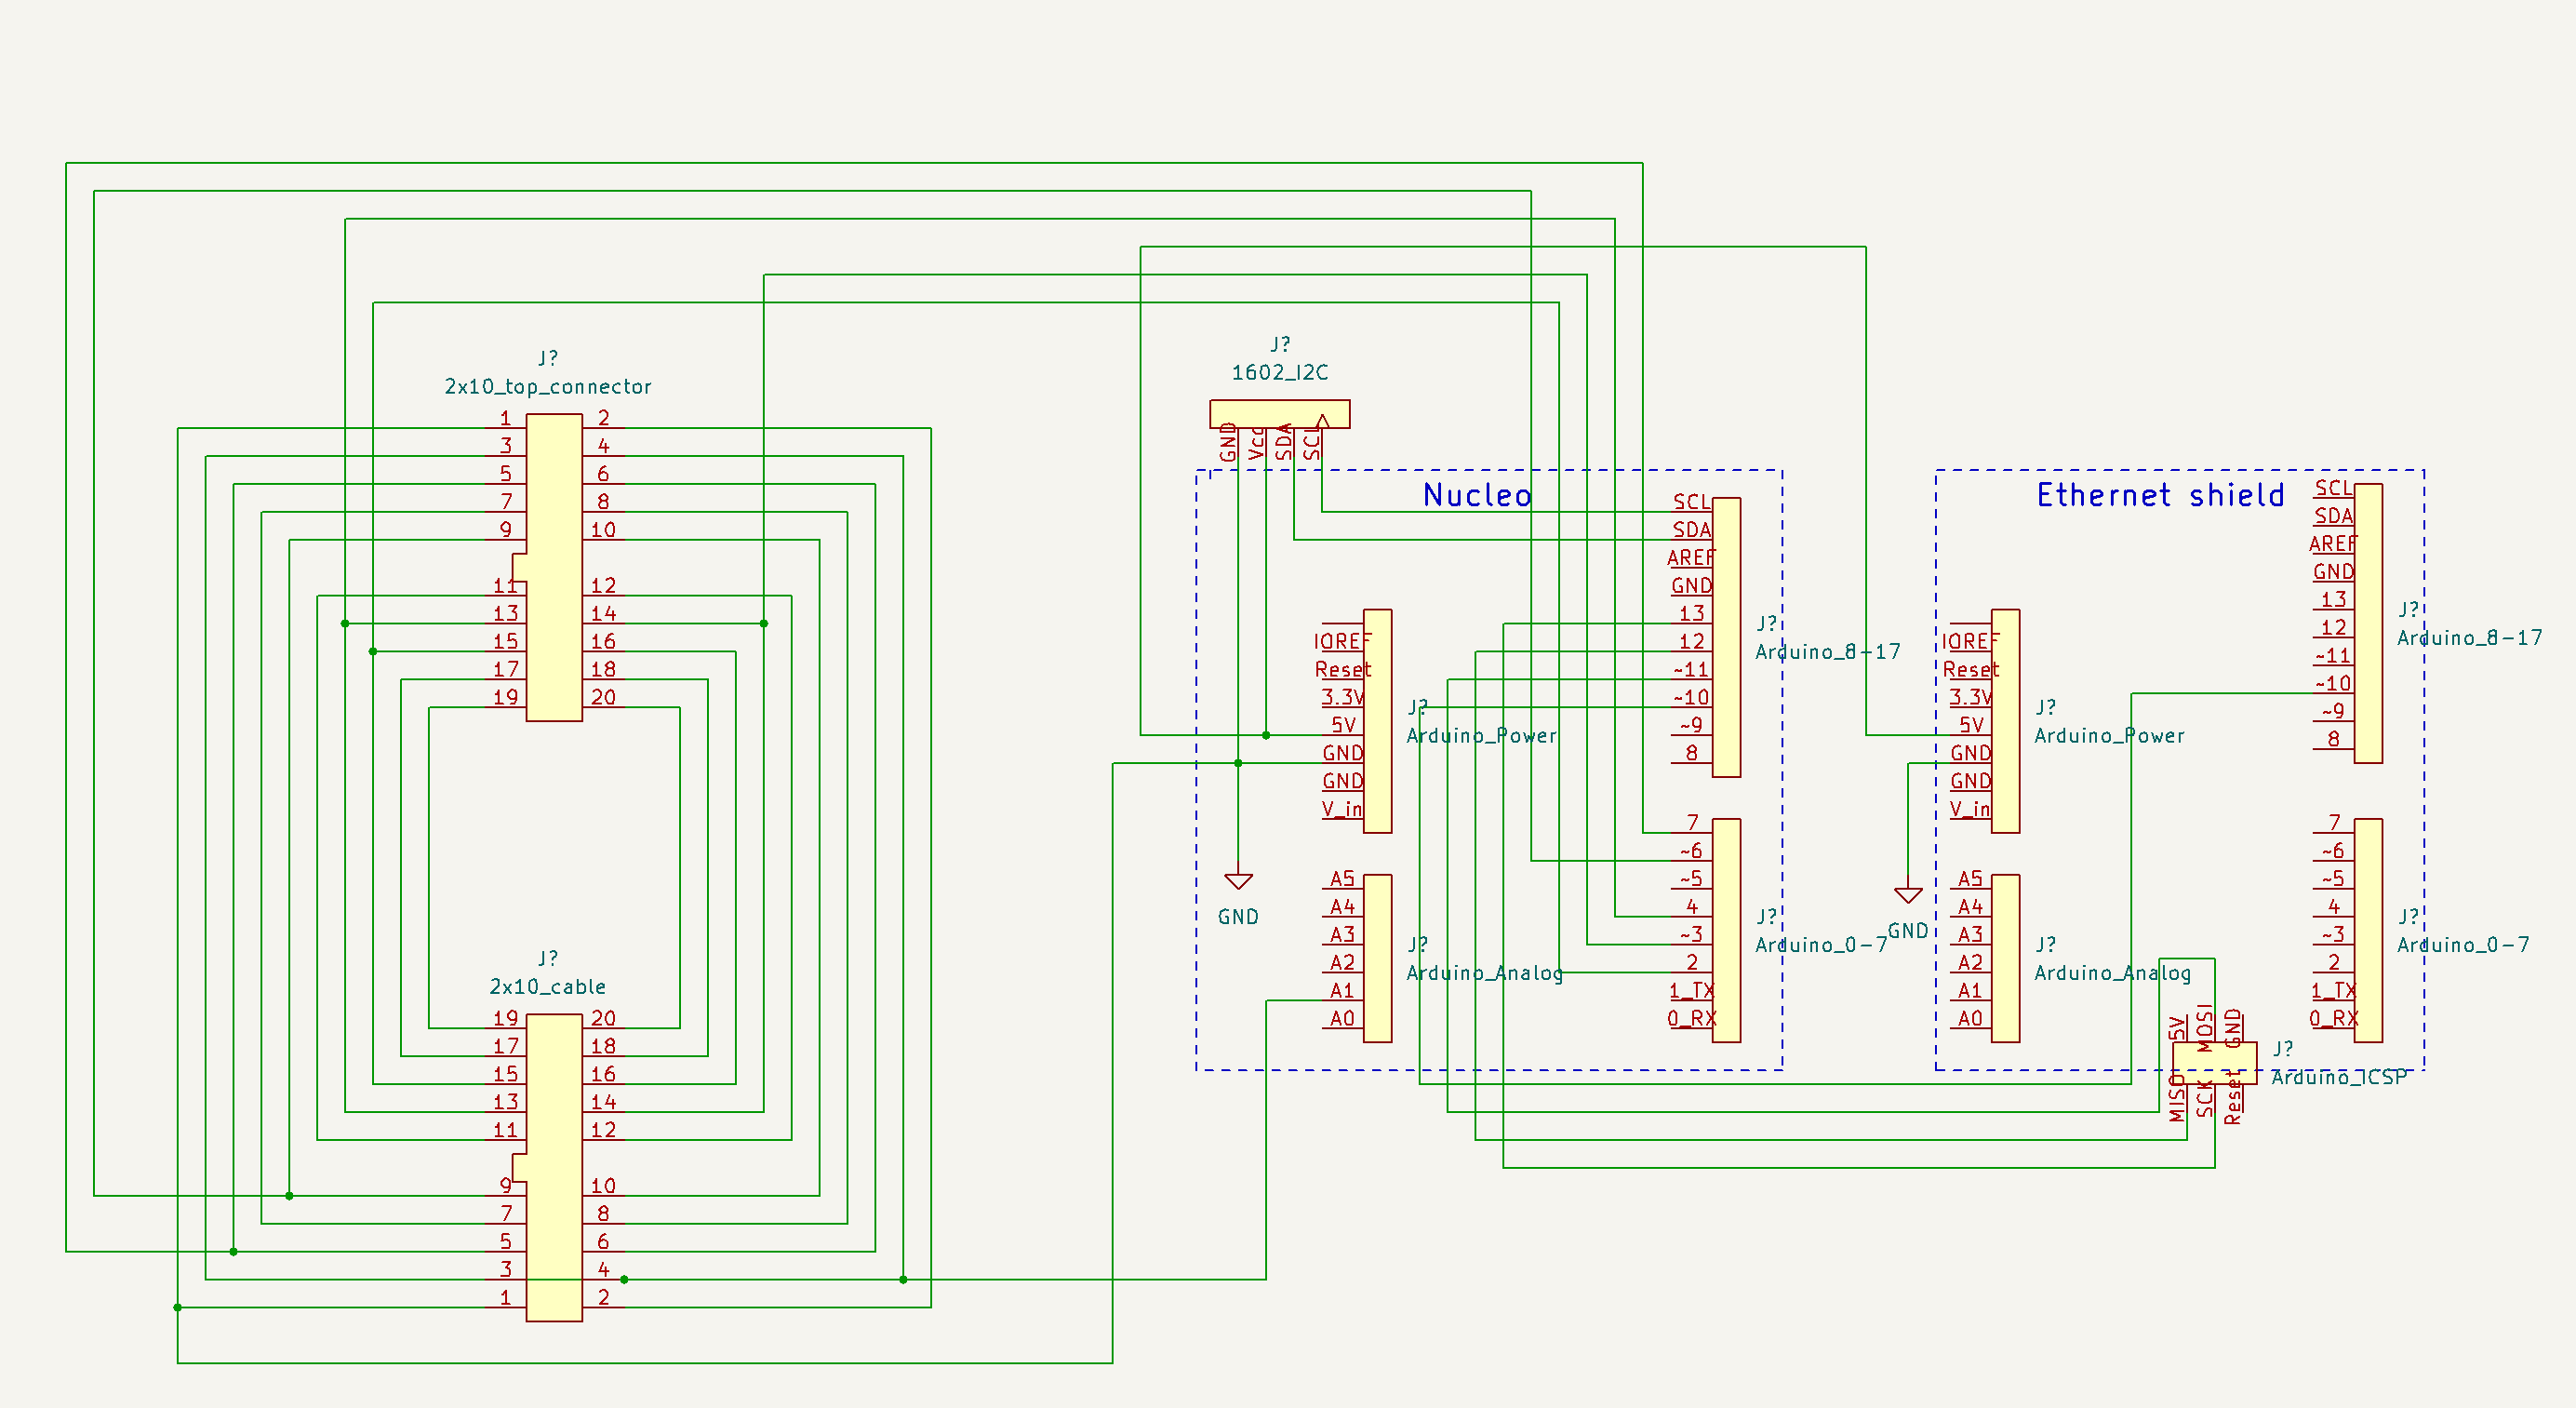 J?
2x10_top_connector
1 2
3 4
5 6
7 8
9 10
11 12
13 14
15 16
17 18
19 20
J?
2x10_cable
19 20
17 18
15 16
13 14
11 12
9 10
7 8
5 6
3 4
1 2
J?
1602_I2C
GND
Vcc
SDA
SCL
Nucleo
IOREF
Reset
3.3V
5V
GND
GND
V_in
J?
Arduino_Power
GND
A5
A4
A3
A2
A1
A0
J?
Arduino_Analog
SCL
SDA
AREF
GND
13
12
~11
~10
~9
8
J?
Arduino_8-17
7
~6
~5
4
~3
2
1_TX
0_RX
J?
Arduino_0-7
Ethernet shield
IOREF
Reset
3.3V
5V
GND
GND
V_in
J?
Arduino_Power
GND
A5
A4
A3
A2
A1
A0
J?
Arduino_Analog
SCL
SDA
AREF
GND
13
12
~11
~10
~9
8
J?
Arduino_8-17
7
~6
~5
4
~3
2
1_TX
0_RX
J?
Arduino_0-7
5V
MOSI
GND
MISO
SCK
Reset
J?
Arduino_ICSP